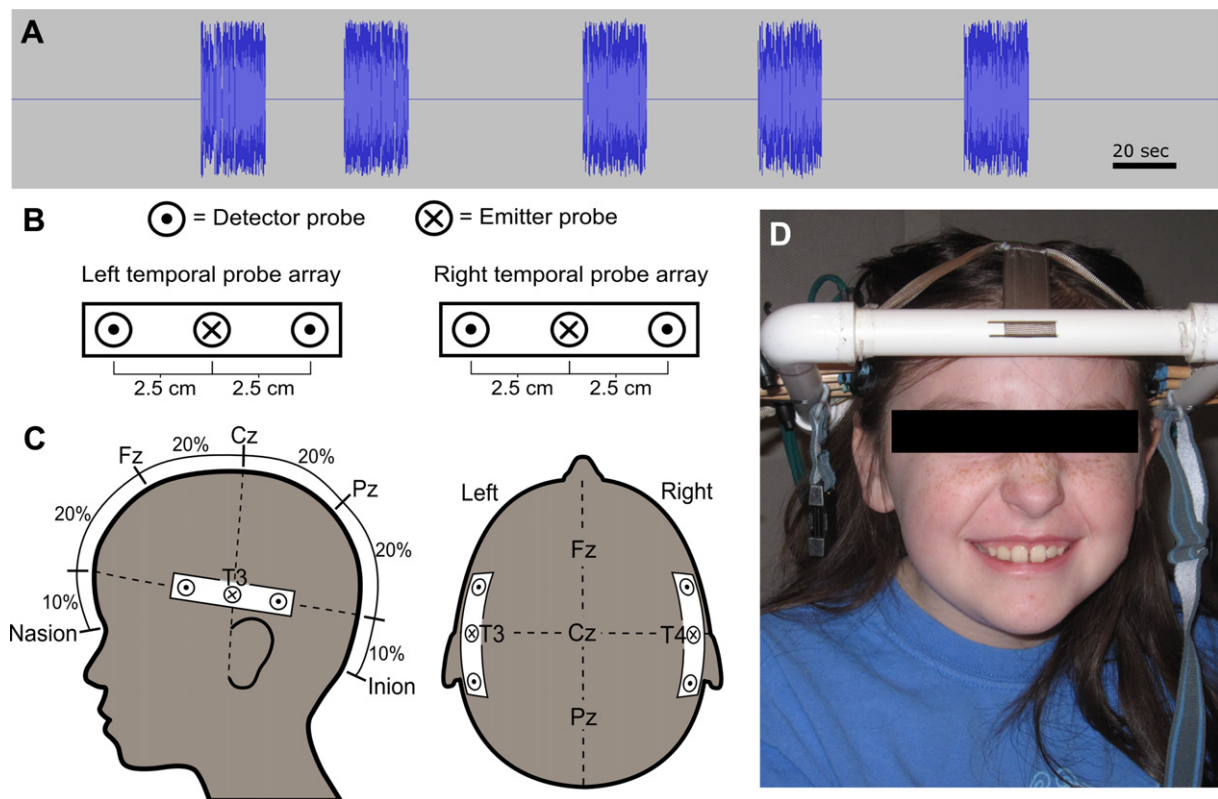 A
20 sec
B
= Detector probe
= Emitter probe
Left temporal probe array
Right temporal probe array
2.5 cm 2.5 cm
2.5 cm 2.5 cm
C
Cz
20%
20%
Fz
Pz
20%
20%
T3
10%
Nasion
10%
Inion
Left
Right
Fz
T3
Cz
T4
Pz
D